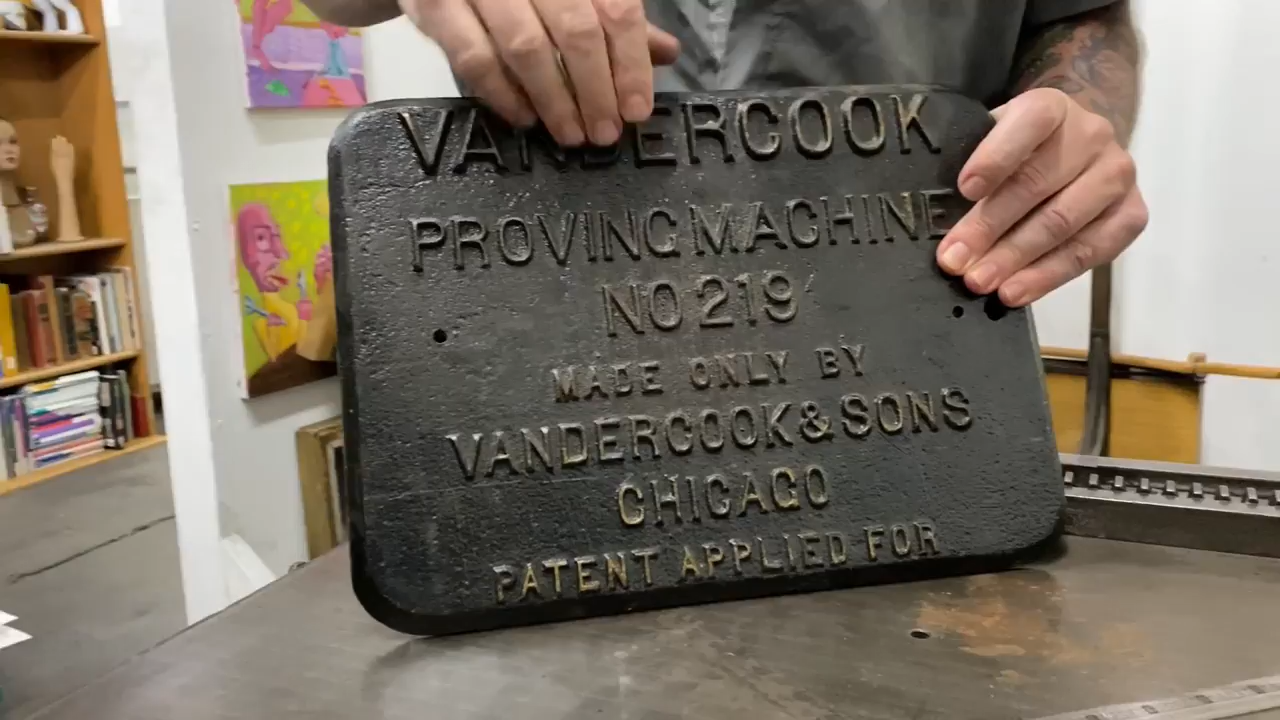 VANDERCOOK
PROVING MACHINE
NO 219
MADE ONLY BY
VANDERCOOK & SONS
CHICAGO
PATENT APPLIED FOR